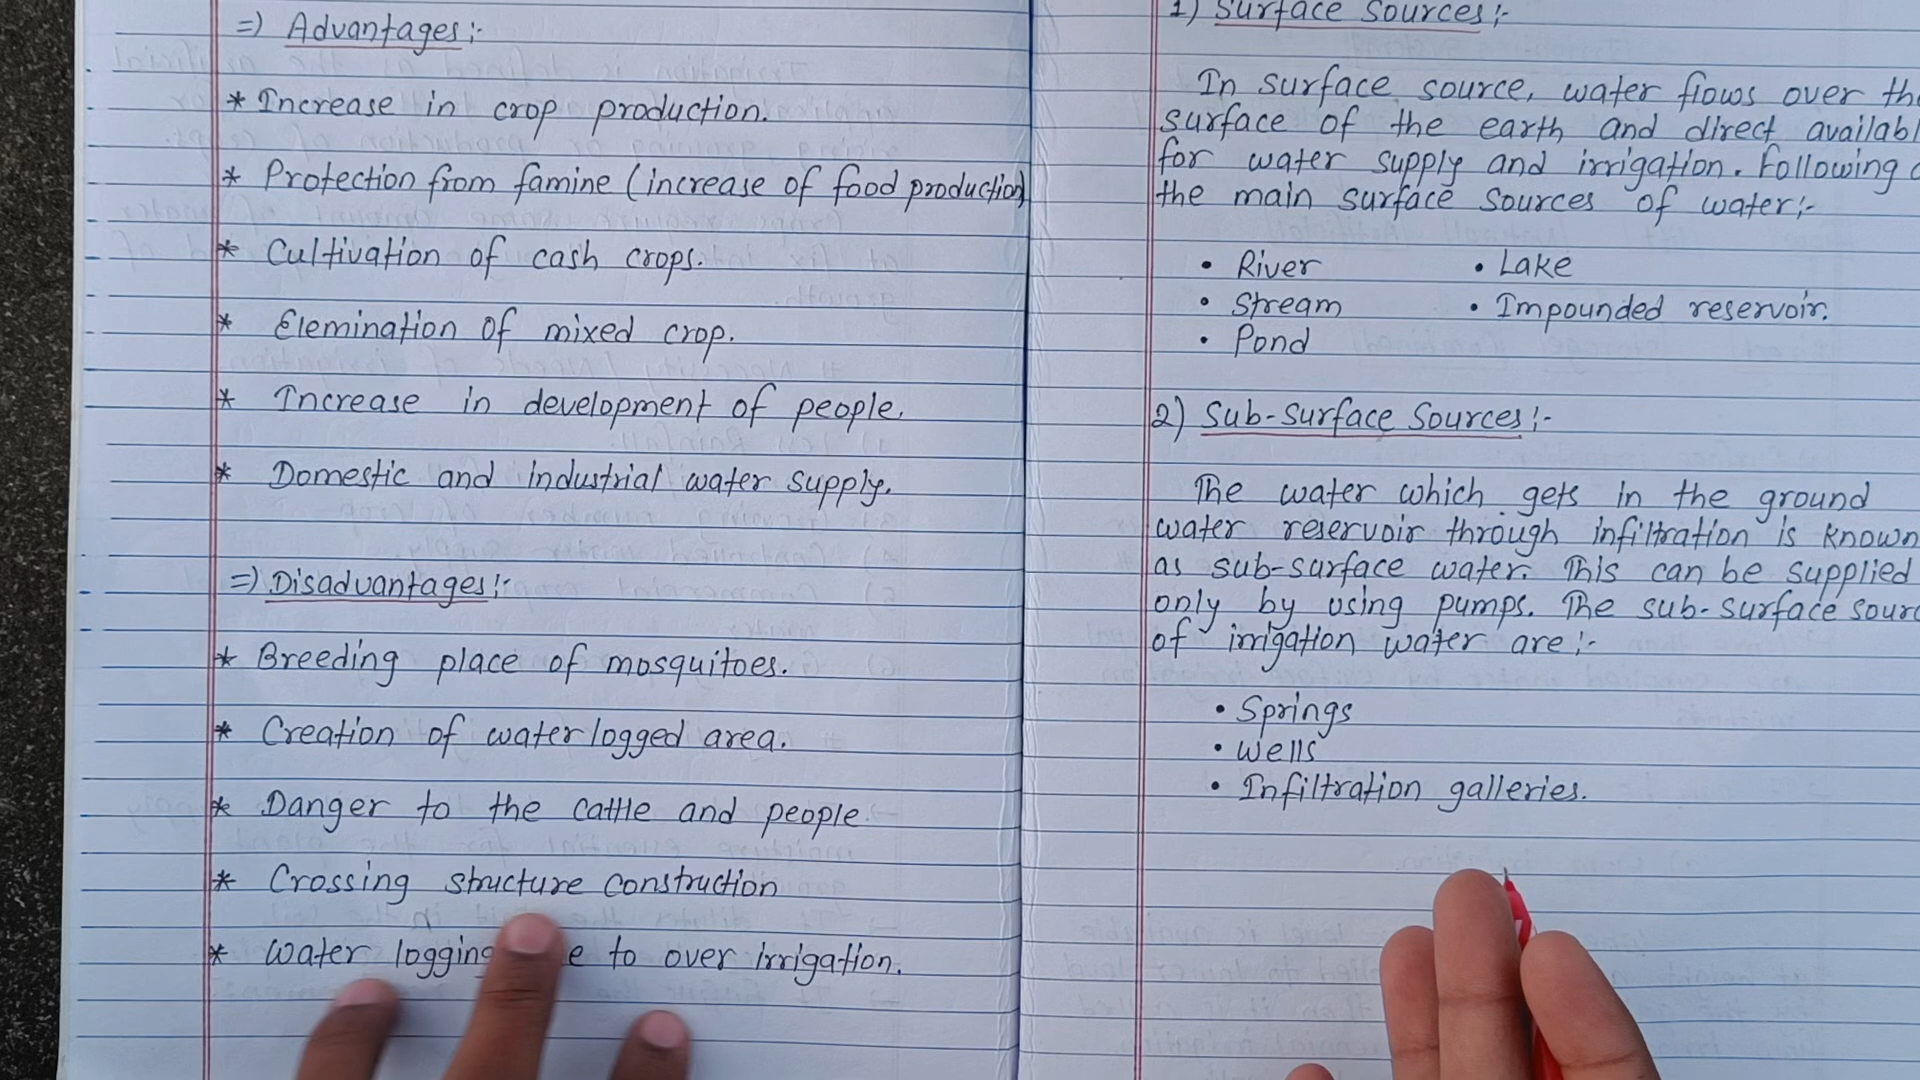 =) Advantages :-
* Increase in crop production.
* Protection from famine (increase of food production)
* Cultivation of cash crops.
* Elemination of mixed crop.
* Increase in development of people.
* Domestic and industrial water supply.
=) Disadvantages :-
* Breeding place of mosquitoes.
* Creation of water logged area.
* Danger to the cattle and people.
* Crossing structure construction
* Water logging to over irrigation.
1) Surface Sources :-
In surface source, water flows over
surface of the earth and direct
for water supply and irrigation. Following
the main surface sources of water :-
• River • Lake
• Stream • Impounded reservoir.
• Pond
2) Sub-Surface Sources :-
The water which gets in the ground
water reservoir through infiltration is known
as sub-surface water. This can be supplied
only by using pumps. The sub-surface
of irrigation water are :-
• Springs
• Wells
• Infiltration galleries.